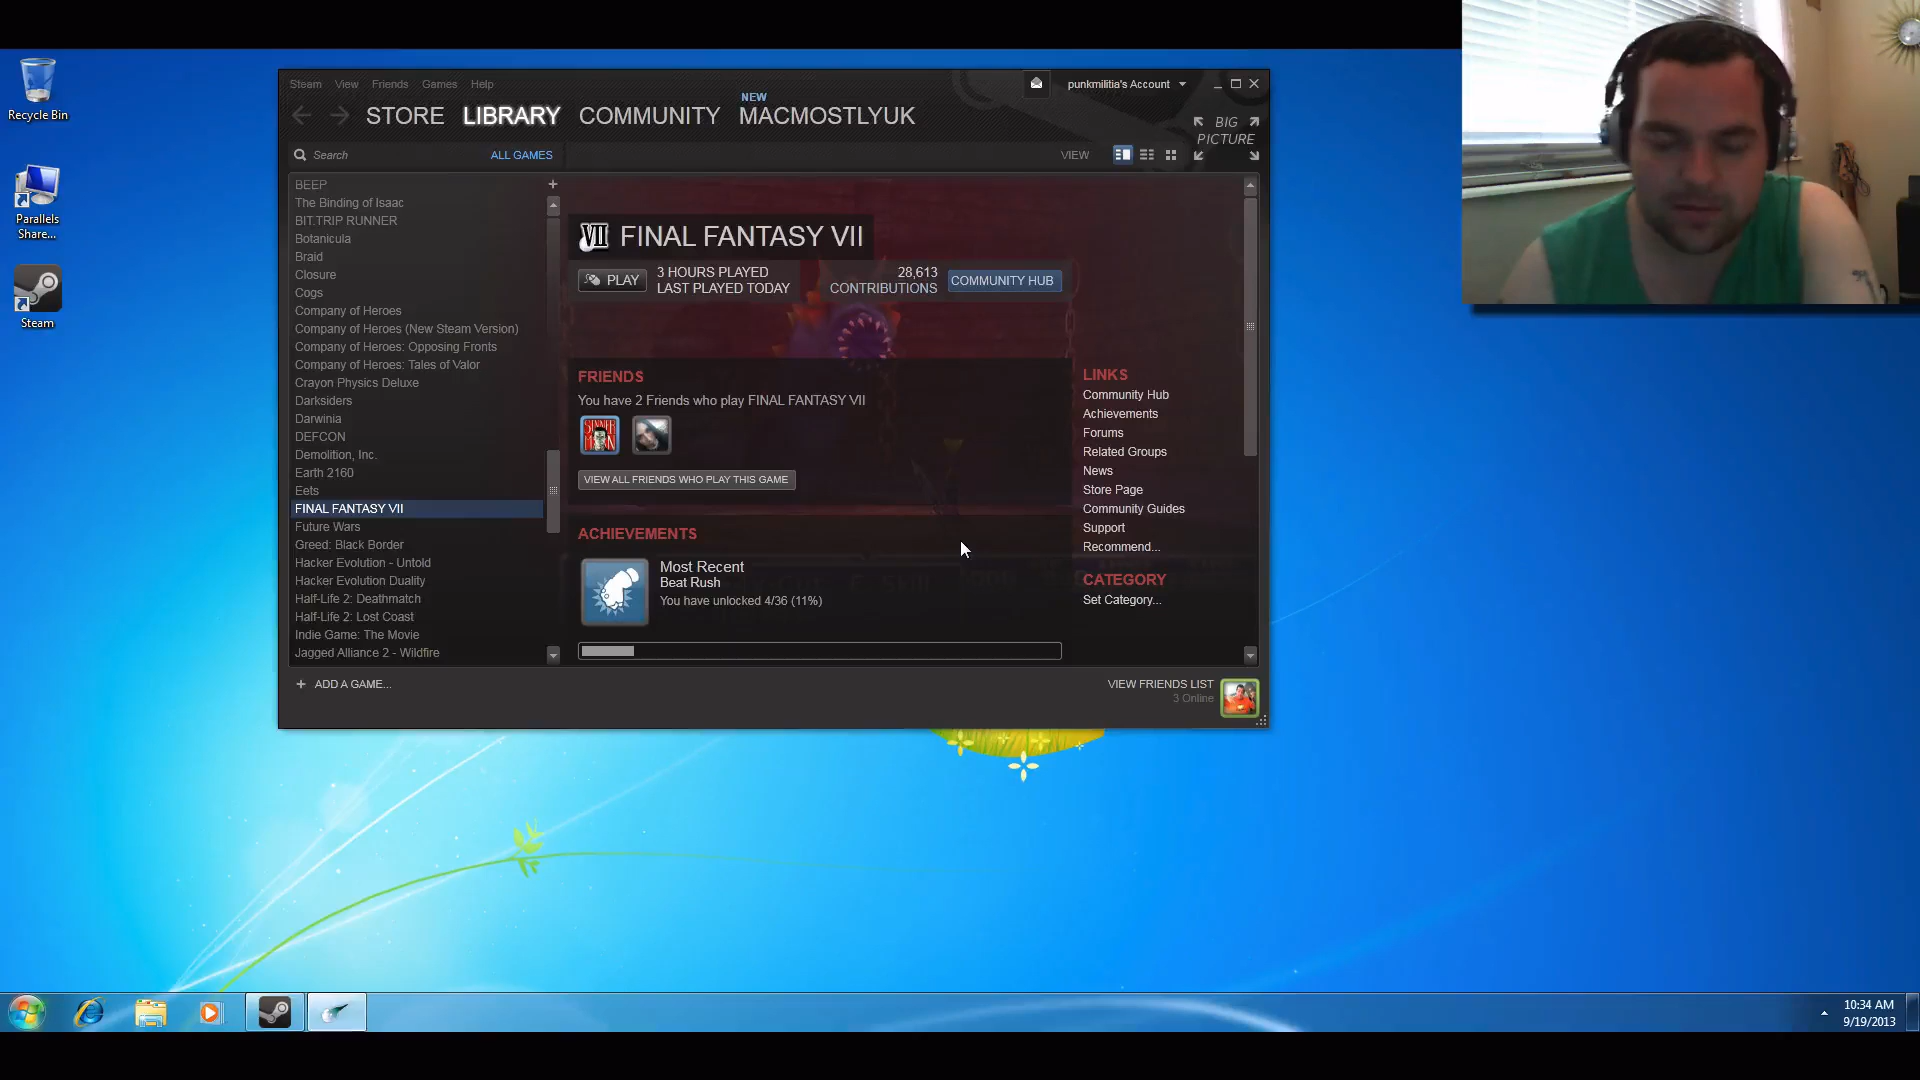 Recycle Bin
Parallels
Share...
Steam
Steam View Friends Games Help
punkmilitia's Account
STORE LIBRARY COMMUNITY MACMOSTLYUK
NEW
BIG
PICTURE
Search
ALL GAMES
VIEW
BEEP
The Binding of Isaac
BIT.TRIP RUNNER
Botanicula
Braid
Closure
Cogs
Company of Heroes
Company of Heroes (New Steam Version)
Company of Heroes: Opposing Fronts
Company of Heroes: Tales of Valor
Crayon Physics Deluxe
Darksiders
Darwinia
DEFCON
Demolition, Inc.
Earth 2160
Eets
FINAL FANTASY VII
Future Wars
Greed: Black Border
Hacker Evolution - Untold
Hacker Evolution Duality
Half-Life 2: Deathmatch
Half-Life 2: Lost Coast
Indie Game: The Movie
Jagged Alliance 2 - Wildfire
+ ADD A GAME...
VII FINAL FANTASY VII
PLAY
3 HOURS PLAYED
LAST PLAYED TODAY
28,613
CONTRIBUTIONS
COMMUNITY HUB
FRIENDS
You have 2 Friends who play FINAL FANTASY VII
VIEW ALL FRIENDS WHO PLAY THIS GAME
ACHIEVEMENTS
Most Recent
Beat Rush
You have unlocked 4/36 (11%)
LINKS
Community Hub
Achievements
Forums
Related Groups
News
Store Page
Community Guides
Support
Recommend...
CATEGORY
Set Category...
VIEW FRIENDS LIST
3 Online
10:34 AM
9/19/2013